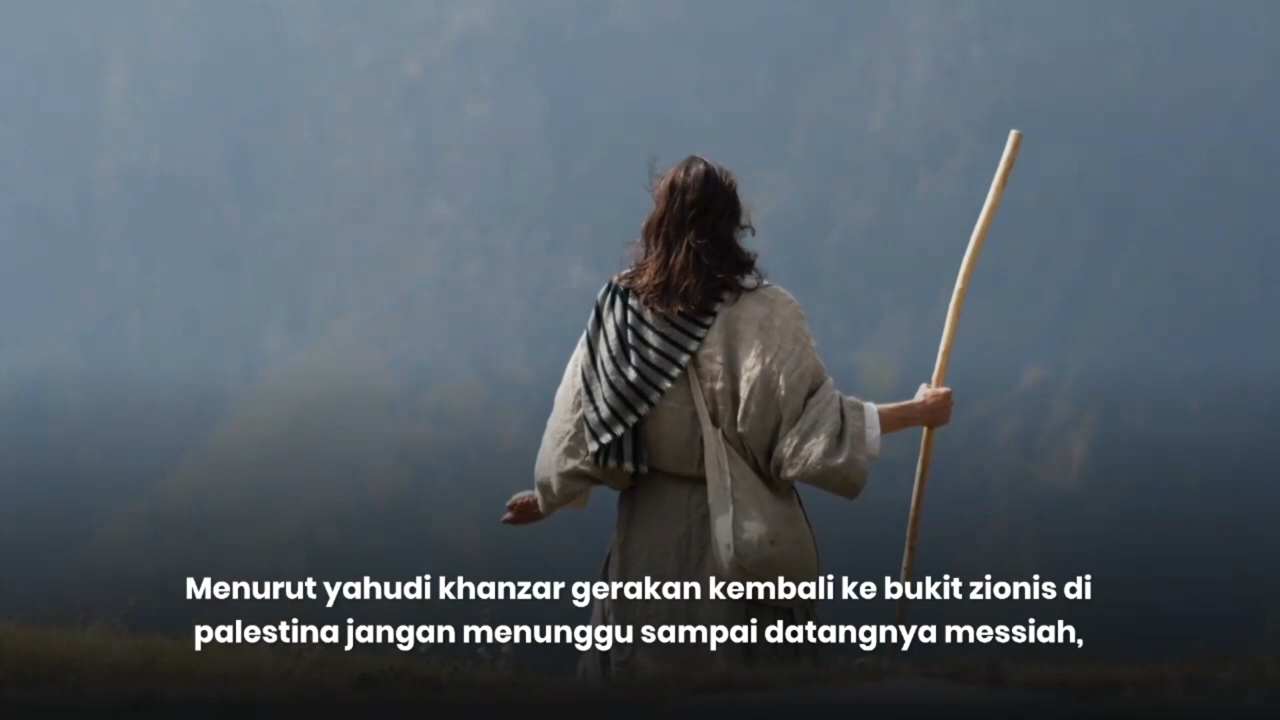 Menurut yahudi khanzar gerakan kembali ke bukit zionis di
palestina jangan menunggu sampai datangnya messiah,